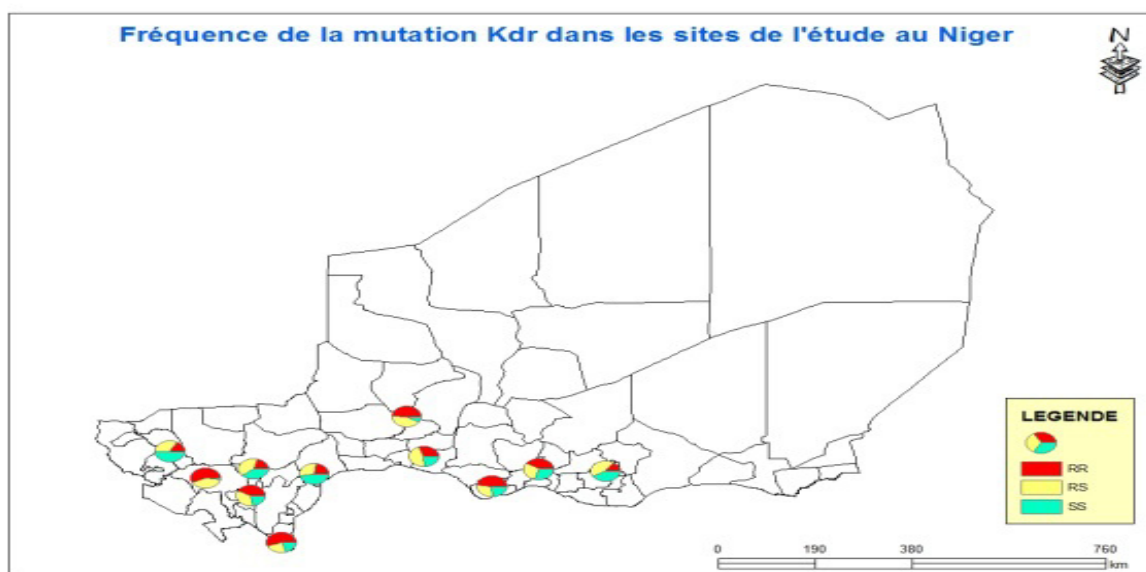 Fréquence de la mutation Kdr dans les sites de l'étude au Niger
N
LEGENDE
RR
RS
SS
0 190 380 760
km